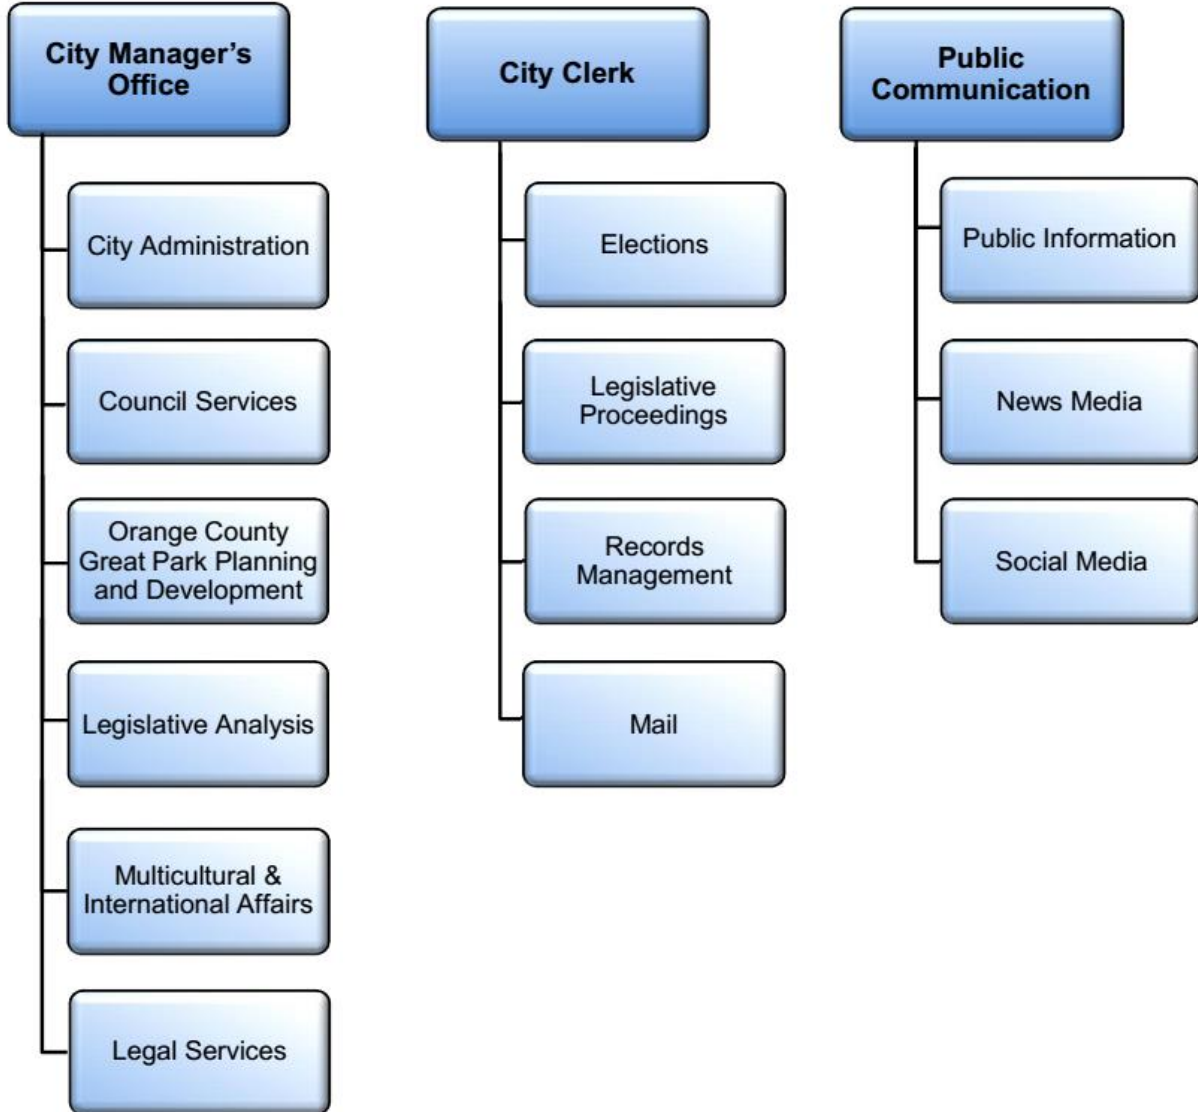 City Manager's
Office
City Administration
Council Services
Orange County
Great Park Planning
and Development
Legislative Analysis
Multicultural &
International Affairs
Legal Services
City Clerk
Elections
Legislative
Proceedings
Records
Management
Mail
Public
Communication
Public Information
News Media
Social Media